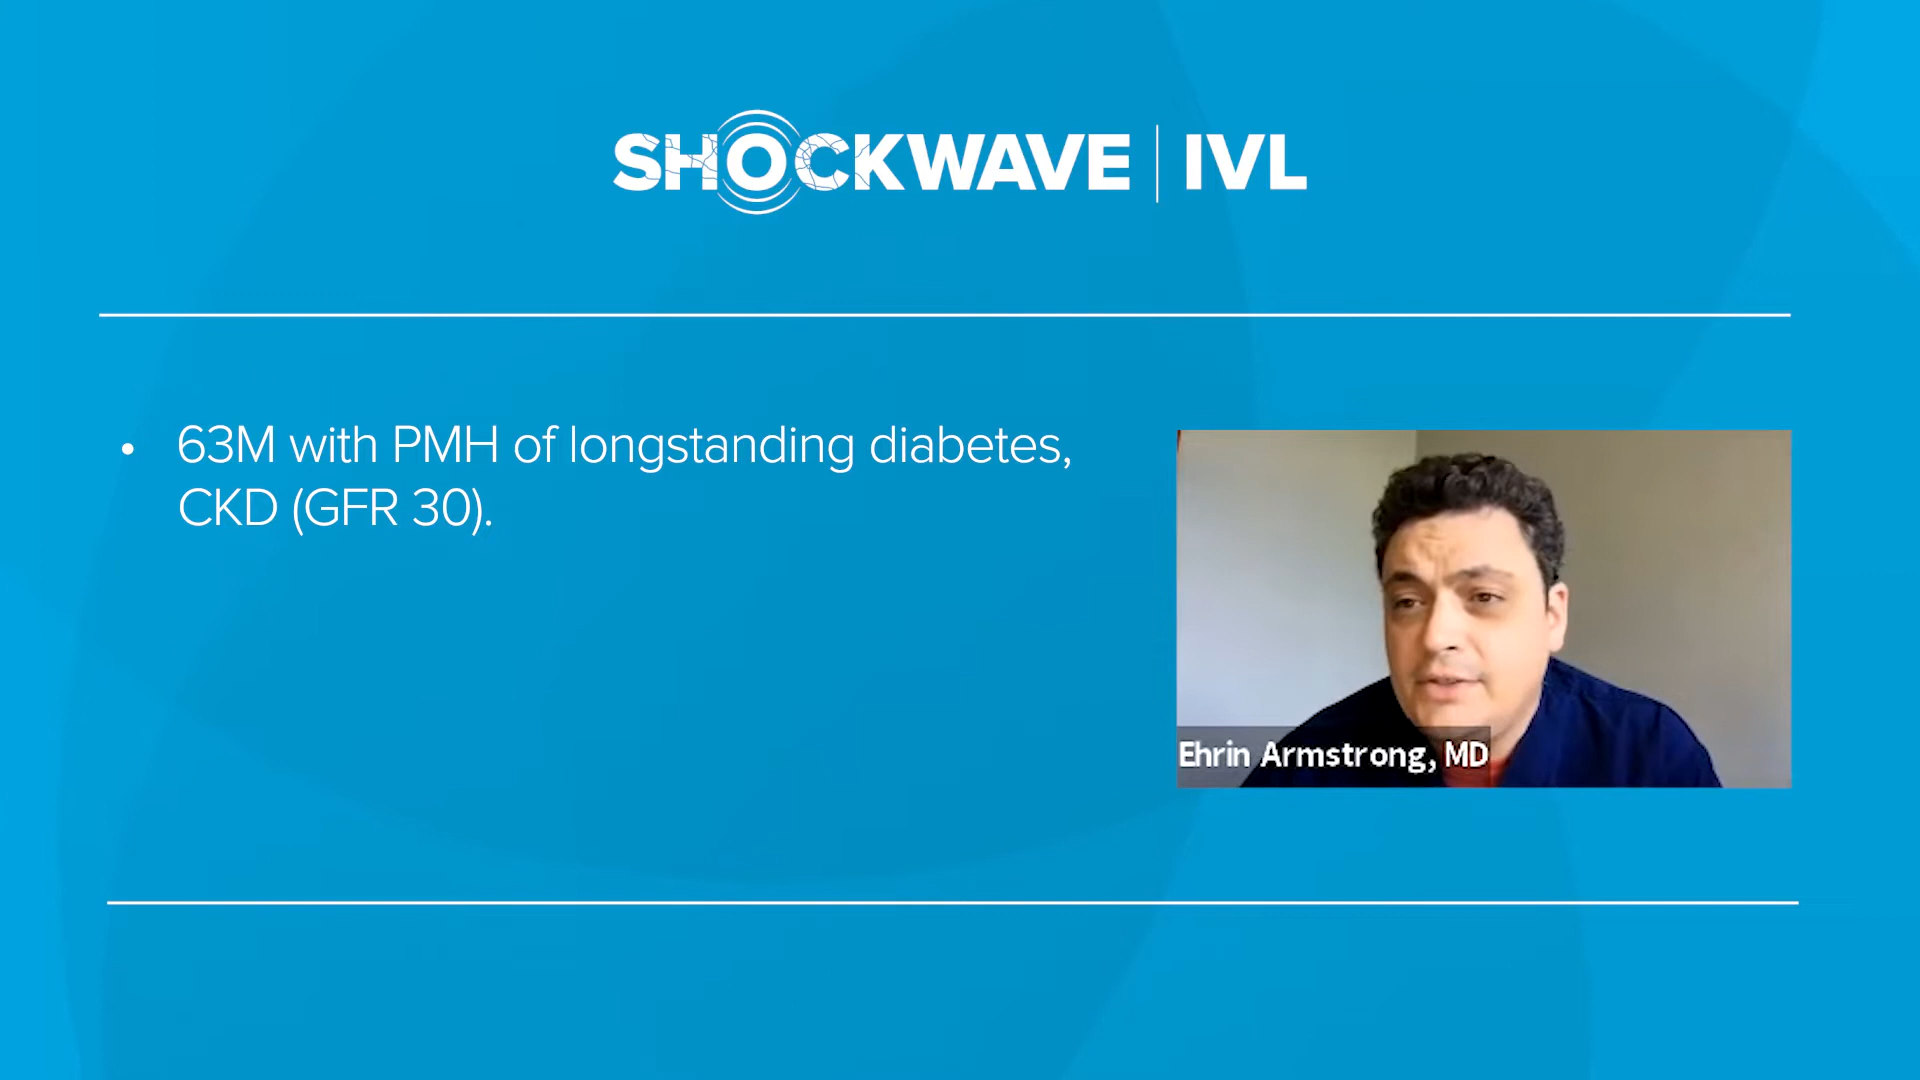 SHOCKWAVE | IVL
• 63M with PMH of longstanding diabetes,
CKD (GFR 30).
Ehrin Armstrong, MD